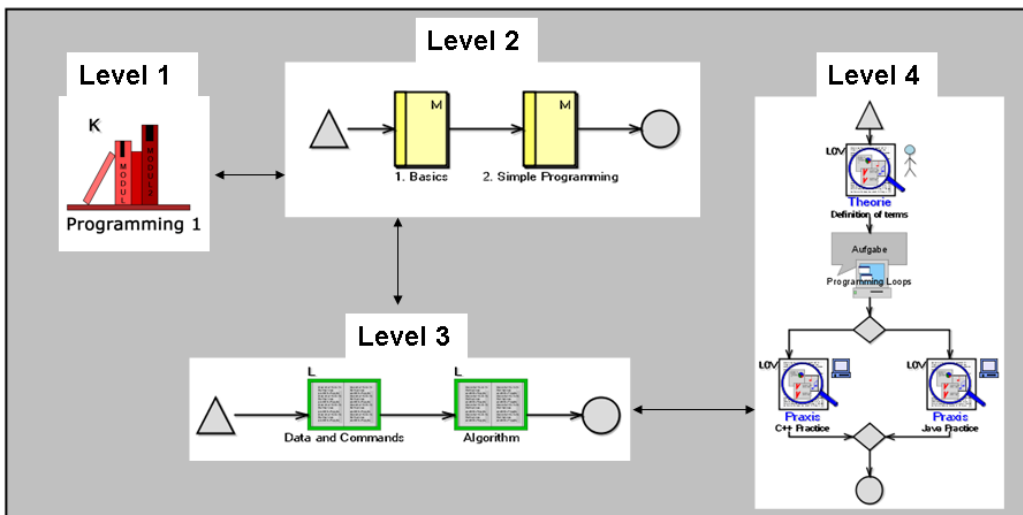 Level 1
K
MODUL
MODUL2
Programming 1
Level 2
M
M
1. Basics
2. Simple Programming
Level 3
L
L
Data and Commands
Algorithm
Level 4
LOV
Theorie
Definition of terms
Aufgabe
Programming Loops
LOV
LOV
Praxis
Praxis
C++ Practice
Java Practice